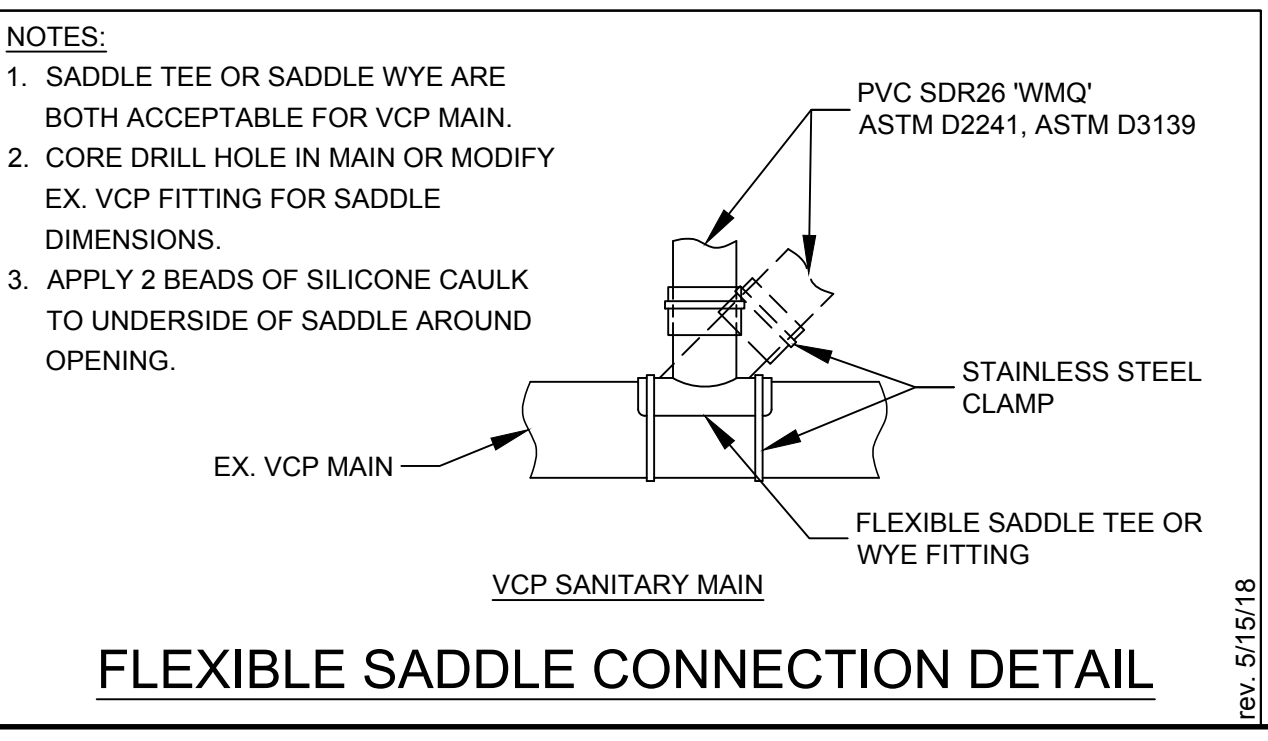 NOTES:
1. SADDLE TEE OR SADDLE WYE ARE
BOTH ACCEPTABLE FOR VCP MAIN.
2. CORE DRILL HOLE IN MAIN OR MODIFY
EX. VCP FITTING FOR SADDLE
DIMENSIONS.
3. APPLY 2 BEADS OF SILICONE CAULK
TO UNDERSIDE OF SADDLE AROUND
OPENING.
PVC SDR26 'WMQ'
ASTM D2241, ASTM D3139
STAINLESS STEEL
CLAMP
EX. VCP MAIN
FLEXIBLE SADDLE TEE OR
WYE FITTING
VCP SANITARY MAIN
FLEXIBLE SADDLE CONNECTION DETAIL
rev. 5/15/18